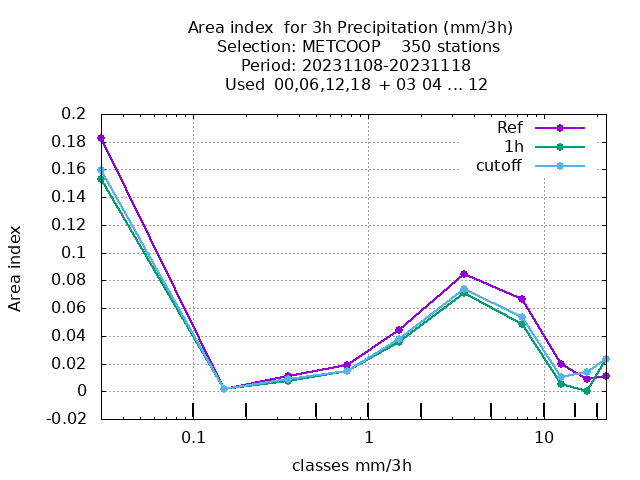 Area index  for 3h Precipitation (mm/3h)
Selection: METCOOP    350 stations
Period: 20231108-20231118
Used  00,06,12,18 + 03 04 ... 12
Ref
1h
cutoff
0.2
0.18
0.16
0.14
0.12
0.1
0.08
0.06
0.04
0.02
0
-0.02
Area index
0.1
1
10
classes mm/3h